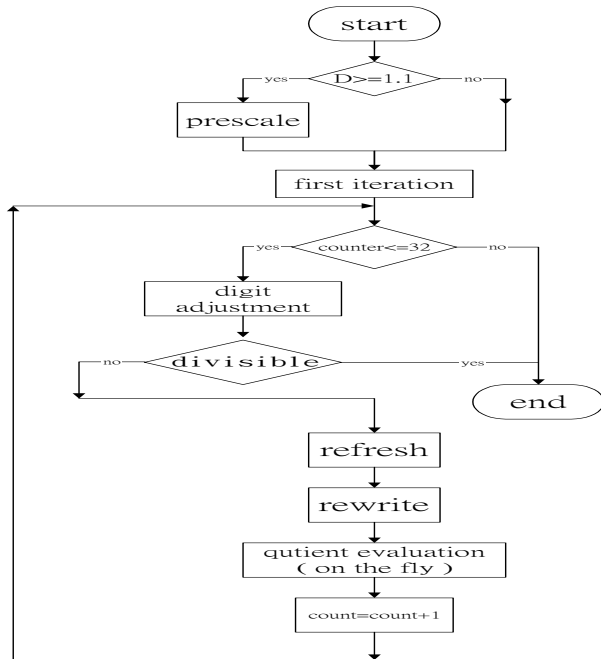 start
D>=1.1
yes
no
prescale
first iteration
counter<=32
yes
no
digit
adjustment
divisible
no
yes
end
refresh
rewrite
qutient evaluation
( on the fly )
count=count+1